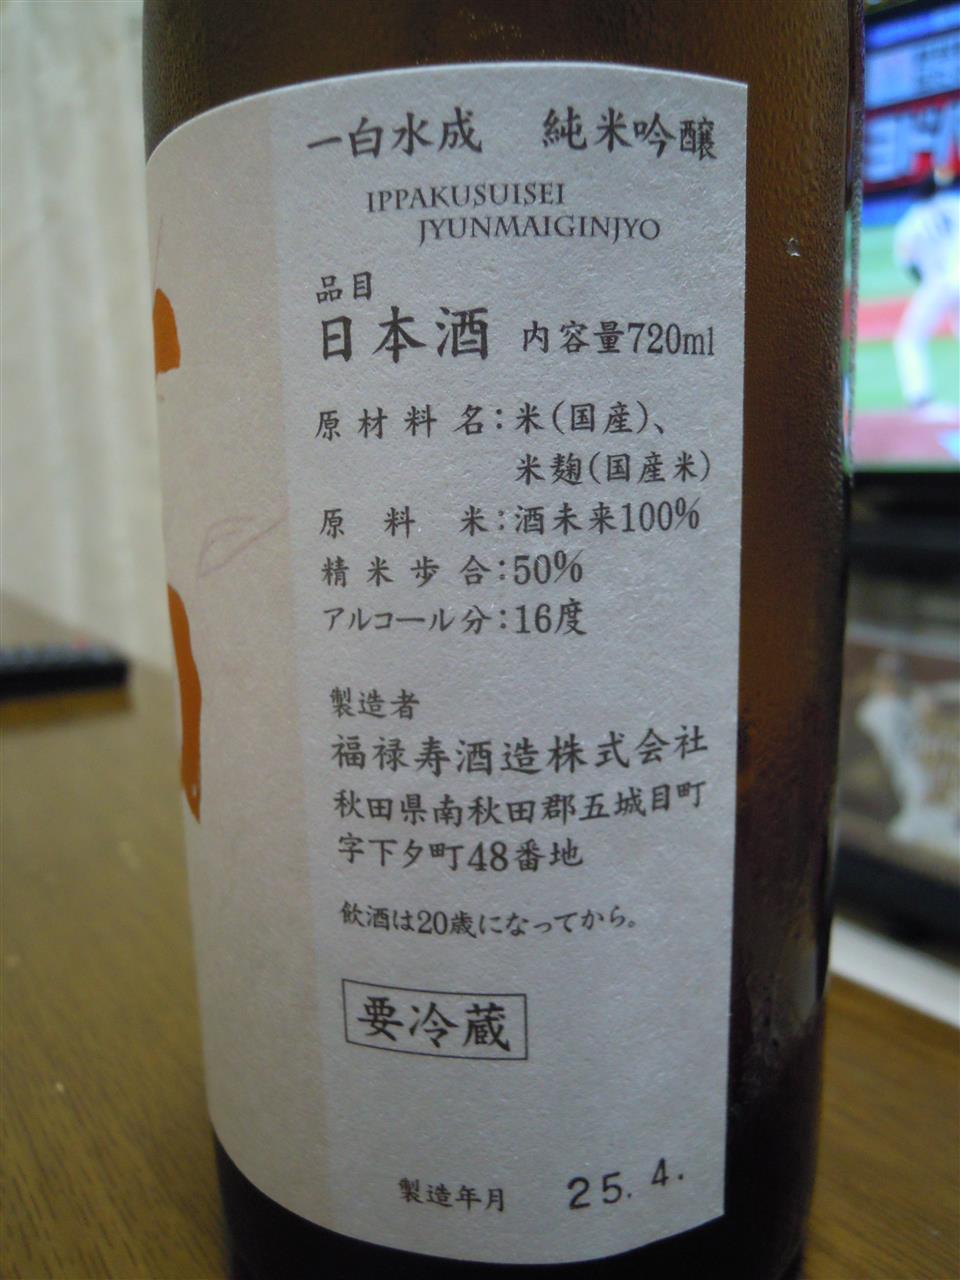 一白水成 純米吟醸
IPPAKUSUISEI
JYUNMAIGINJYO
品目
日本酒 内容量720ml
原材料名：米（国産）、
米麹（国産米）
原料米：酒未来100%
精米歩合：50%
アルコール分：16度
製造者
福禄寿酒造株式会社
秋田県南秋田郡五城目町
字下夕町48番地
飲酒は20歳になってから。
要冷蔵
製造年月 25.4.